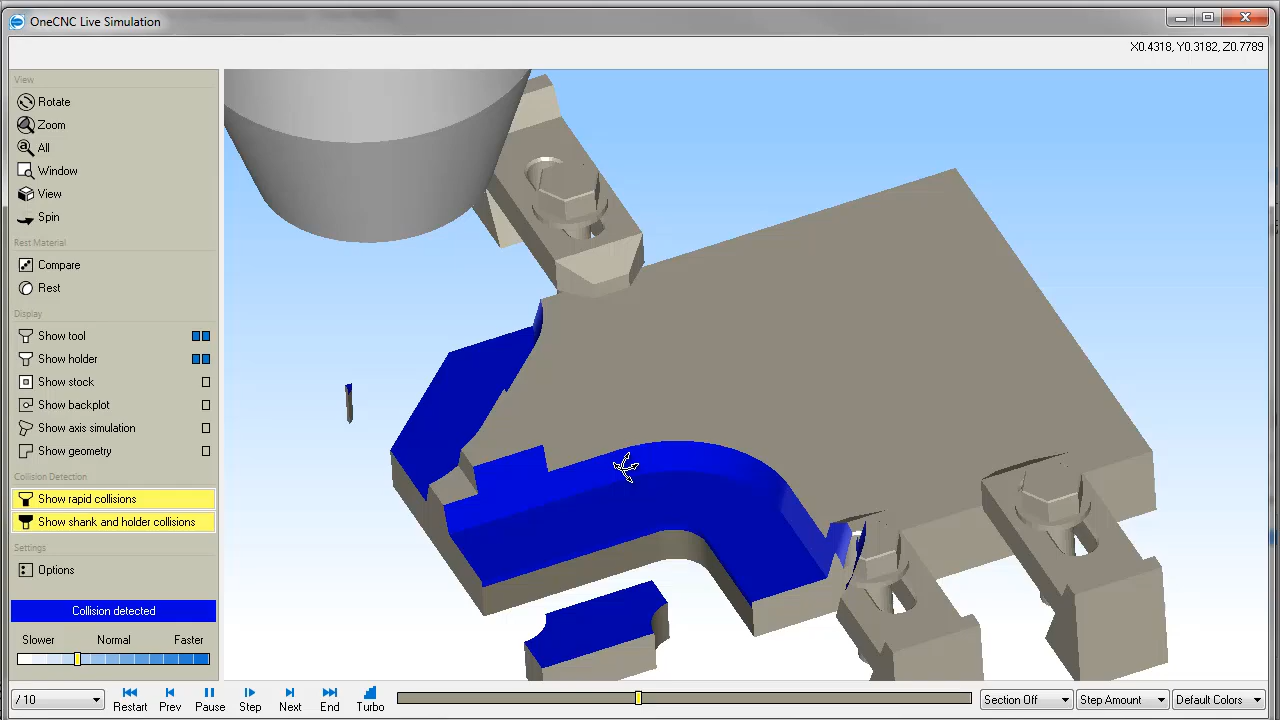 OneCNC Live Simulation
X0.4318, Y0.3182, Z0.7789
View
Rotate
Zoom
All
Window
View
Spin
Rest Material
Compare
Rest
Display
Show tool
Show holder
Show stock
Show backplot
Show axis simulation
Show geometry
Collision Detection
Show rapid collisions
Show shank and holder collisions
Settings
Options
Collision detected
Slower Normal Faster
/ 10
Restart Prev Pause Step Next End Turbo
Section Off Step Amount Default Colors